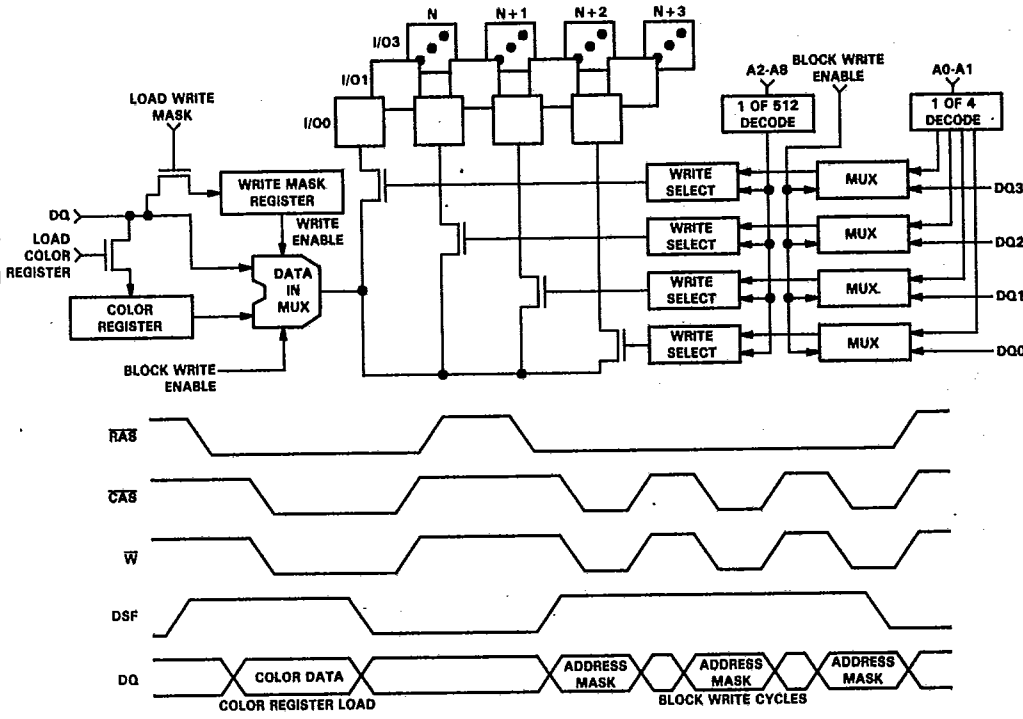 N
N+1
N+2
N+3
I/O3
I/O1
I/O0
LOAD WRITE
MASK
A2-A8
BLOCK WRITE
ENABLE
A0-A1
1 OF 512
DECODE
1 OF 4
DECODE
DQ
WRITE MASK
REGISTER
WRITE
ENABLE
LOAD
COLOR
REGISTER
COLOR
REGISTER
DATA
IN
MUX
BLOCK WRITE
ENABLE
WRITE
SELECT
MUX
DQ3
WRITE
SELECT
MUX
DQ2
WRITE
SELECT
MUX.
DQ1
WRITE
SELECT
MUX
DQ0
RAS
CAS
W
DSF
DQ
COLOR DATA
ADDRESS
MASK
ADDRESS
MASK
ADDRESS
MASK
COLOR REGISTER LOAD
BLOCK WRITE CYCLES